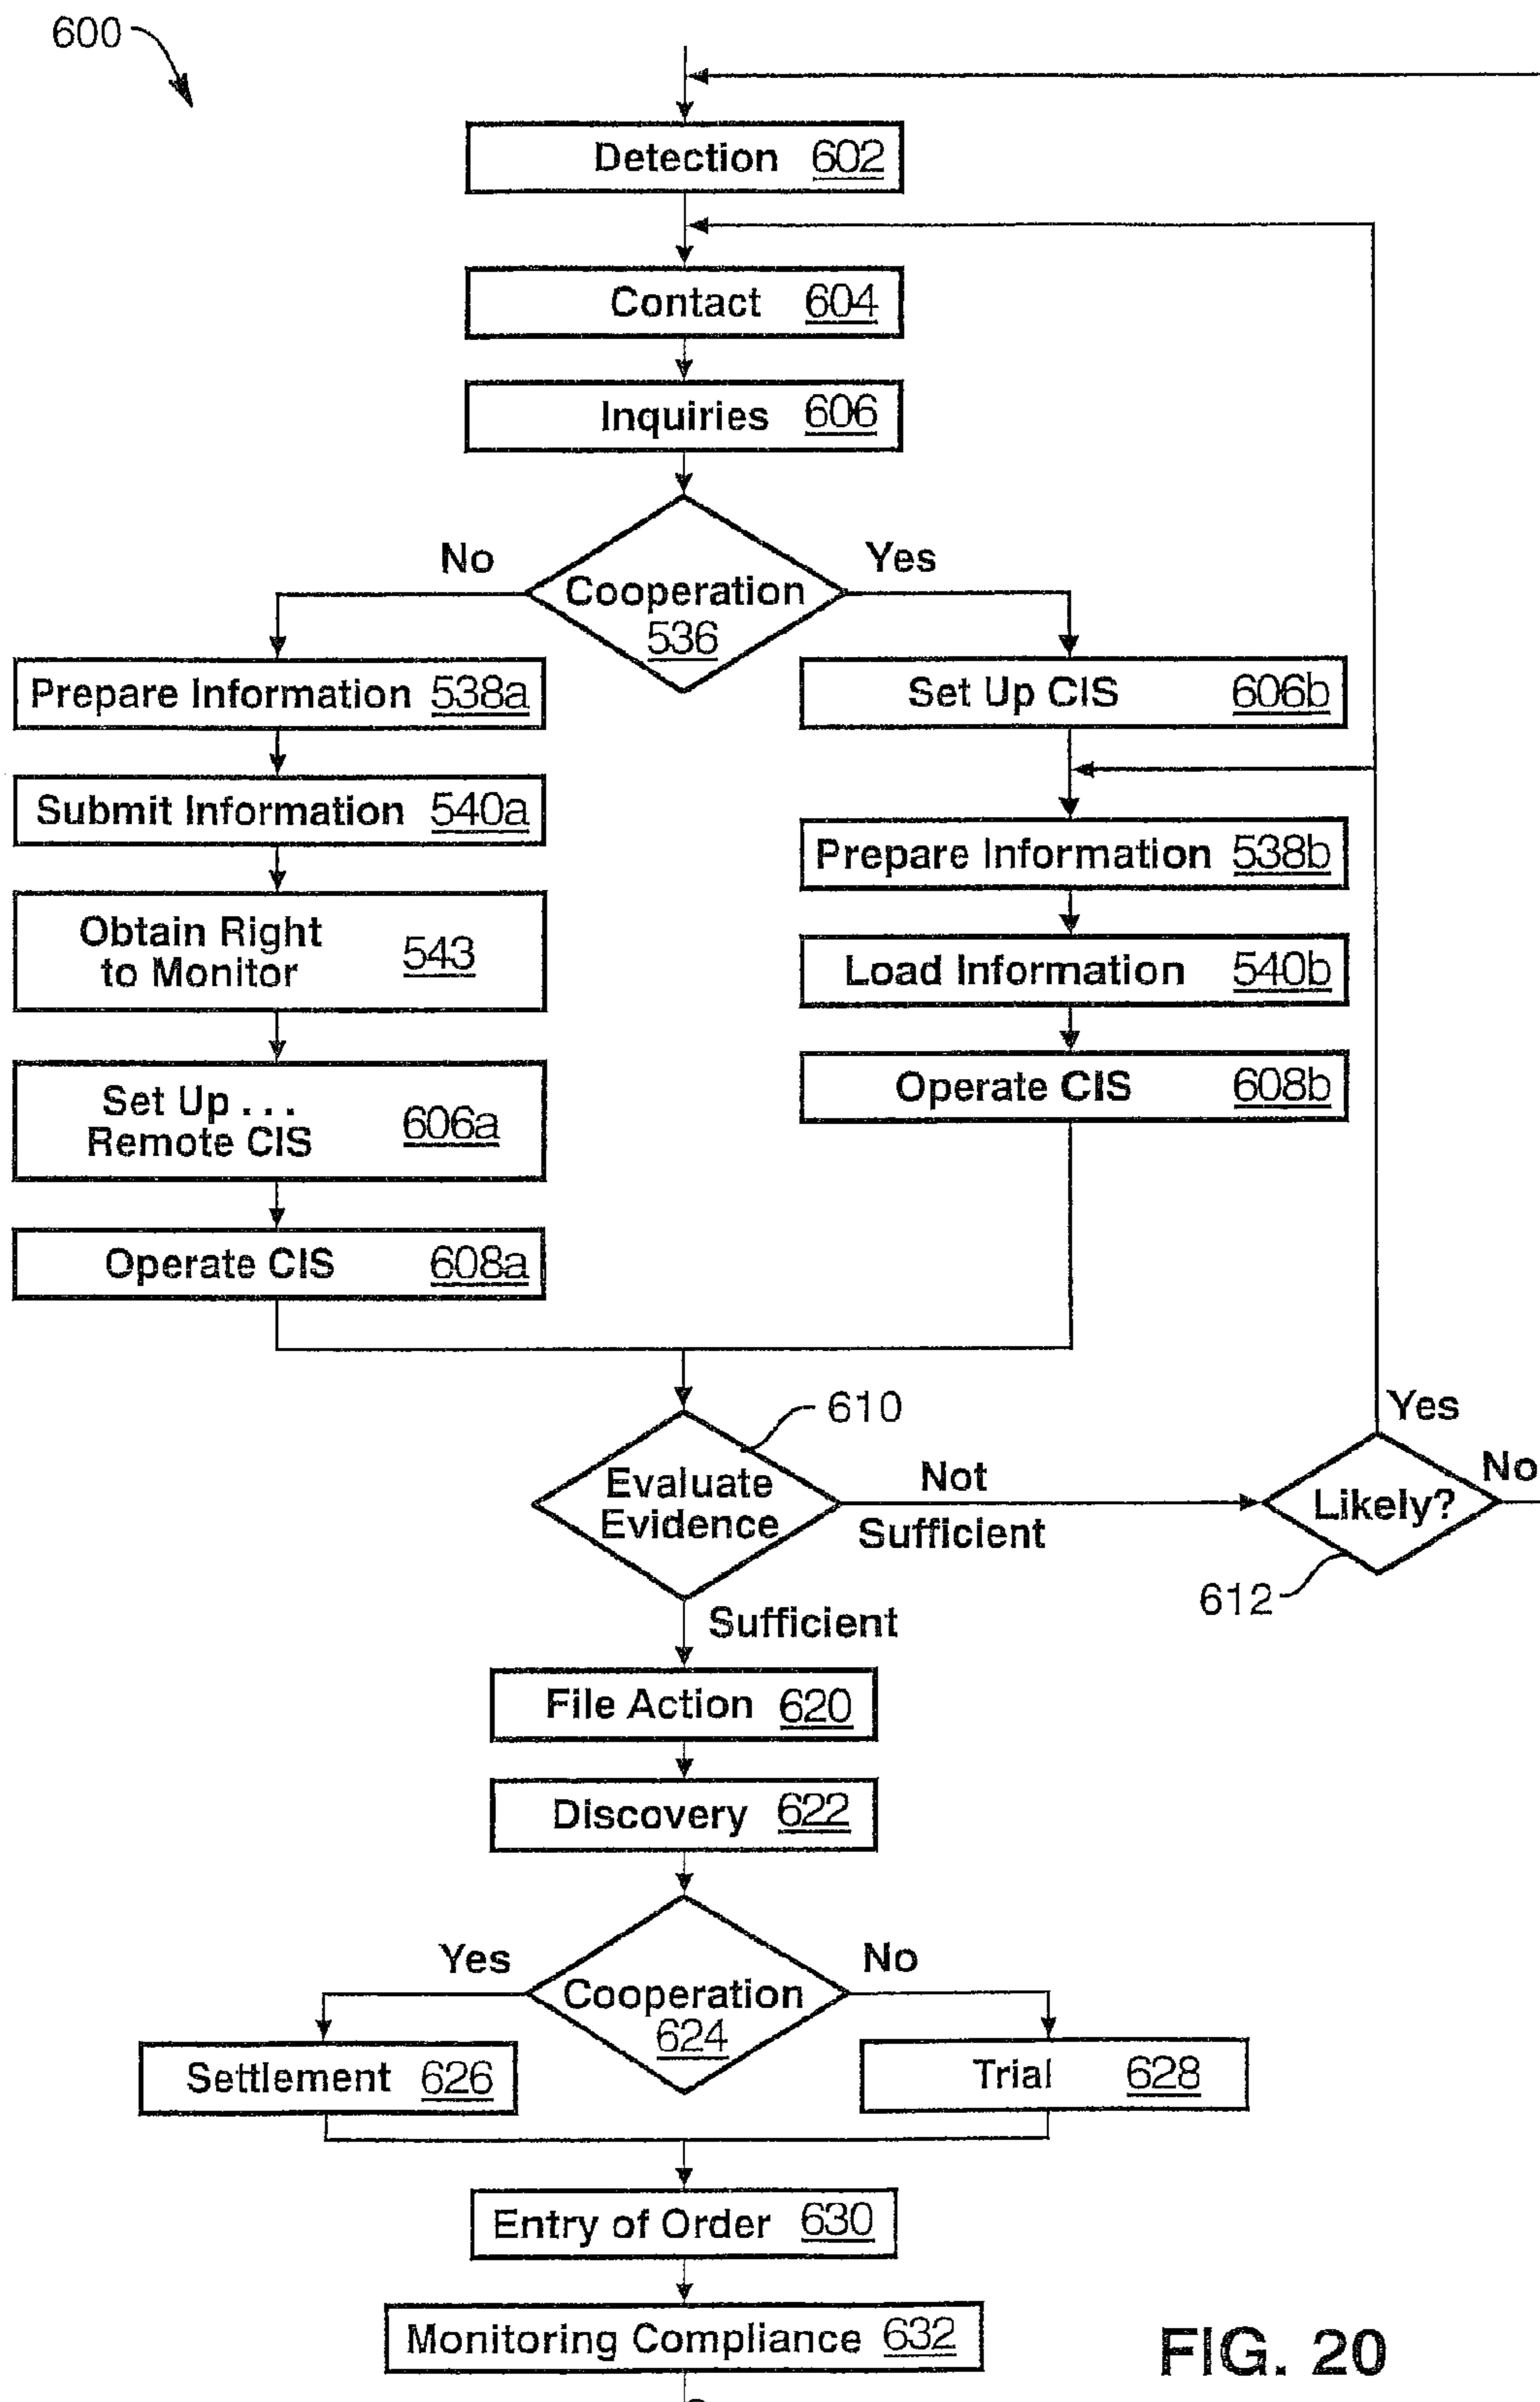 600
Detection 602
Contact 604
Inquiries 606
No
Yes
Cooperation
536
Prepare Information 538a
Set Up CIS 606b
Submit Information 540a
Prepare Information 538b
Obtain Right
to Monitor
543
Load Information 540b
Set Up . . .
Remote CIS
606a
Operate CIS 608b
Operate CIS 608a
610
Evaluate
Evidence
Not
Sufficient
Yes
No
Likely?
612
Sufficient
File Action 620
Discovery 622
Yes
No
Cooperation
624
Settlement 626
Trial 628
Entry of Order 630
Monitoring Compliance 632
FIG. 20